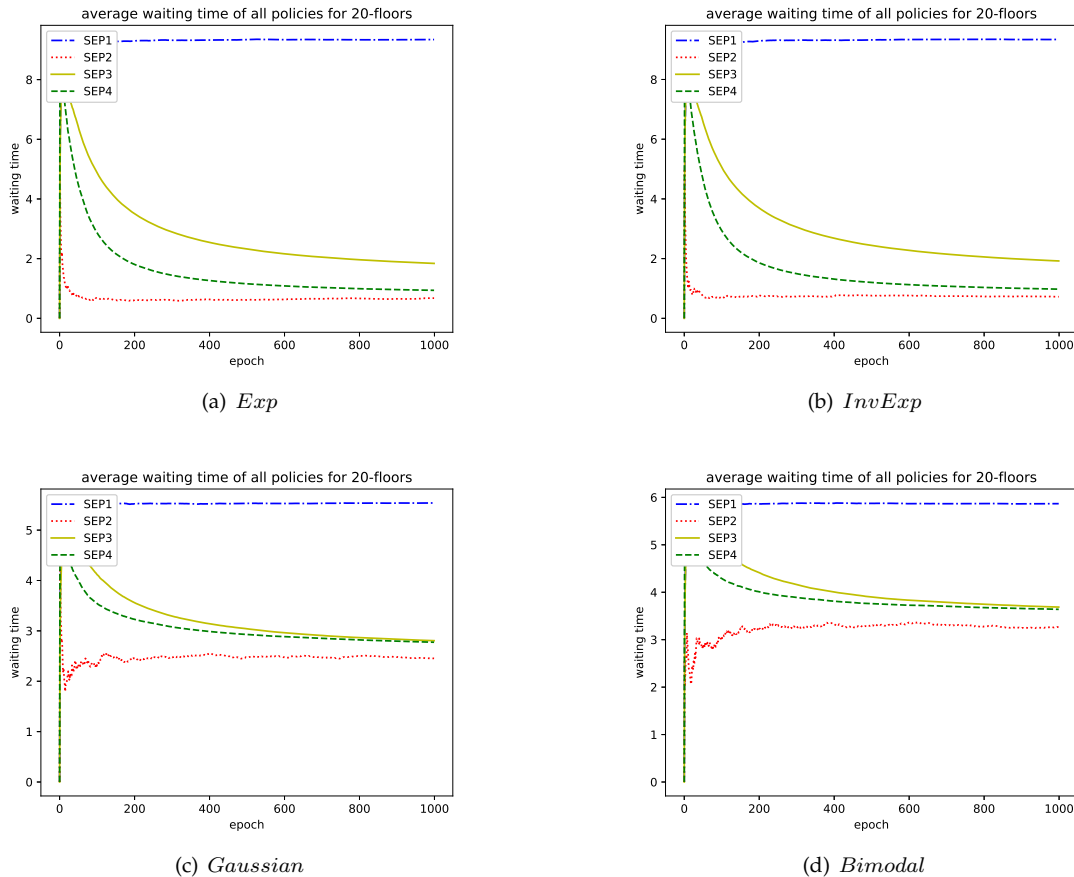 average waiting time of all policies for 20-floors
SEP1
SEP2
SEP3
SEP4
8
6
4
2
0
waiting time
0 200 400 600 800 1000
epoch
(a) Exp
average waiting time of all policies for 20-floors
SEP1
SEP2
SEP3
SEP4
8
6
4
2
0
waiting time
0 200 400 600 800 1000
epoch
(b) InvExp
average waiting time of all policies for 20-floors
SEP1
SEP2
SEP3
SEP4
5
4
3
2
1
0
waiting time
0 200 400 600 800 1000
epoch
(c) Gaussian
average waiting time of all policies for 20-floors
SEP1
SEP2
SEP3
SEP4
6
5
4
3
2
1
0
waiting time
0 200 400 600 800 1000
epoch
(d) Bimodal